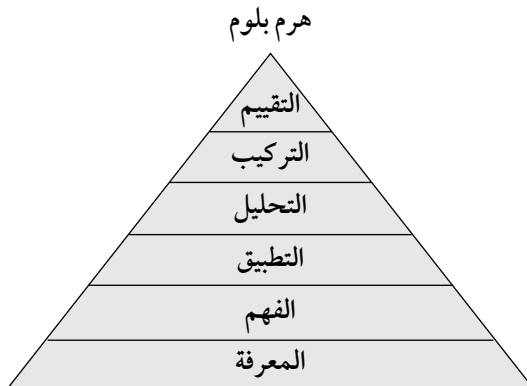 هرم بلوم
التقييم
التركيب
التحليل
التطبيق
الفهم
المعرفة